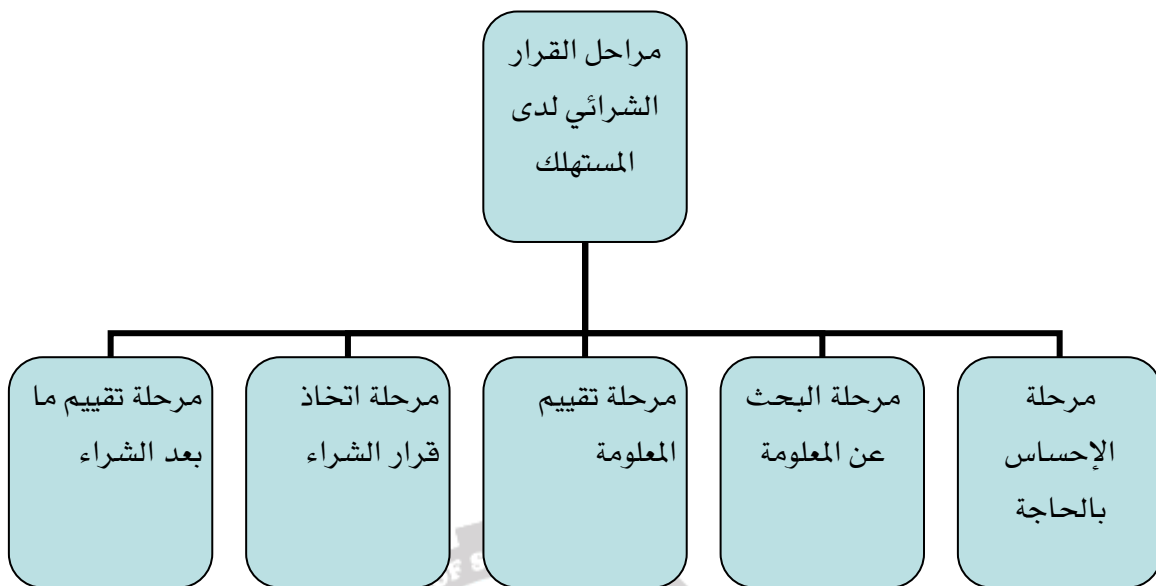 مراحل القرار
الشرائي لدى
المستهلك
مرحلة
الإحساس
بالحاجة
مرحلة البحث
عن المعلومة
مرحلة تقييم
المعلومة
مرحلة اتخاذ
قرار الشراء
مرحلة تقييم ما
بعد الشراء